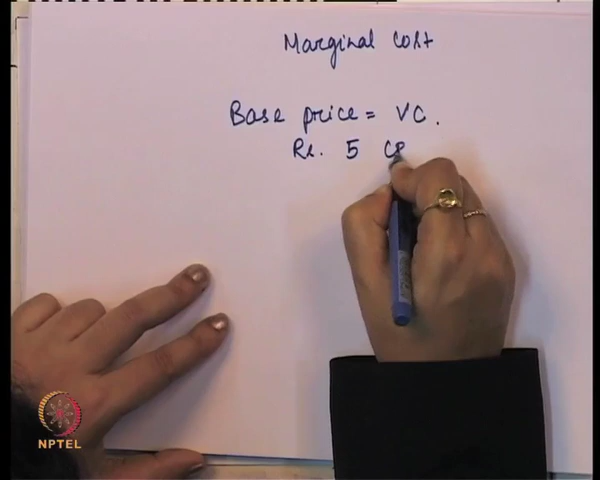 Marginal cost
Base price = VC.
Rs. 5
NPTEL